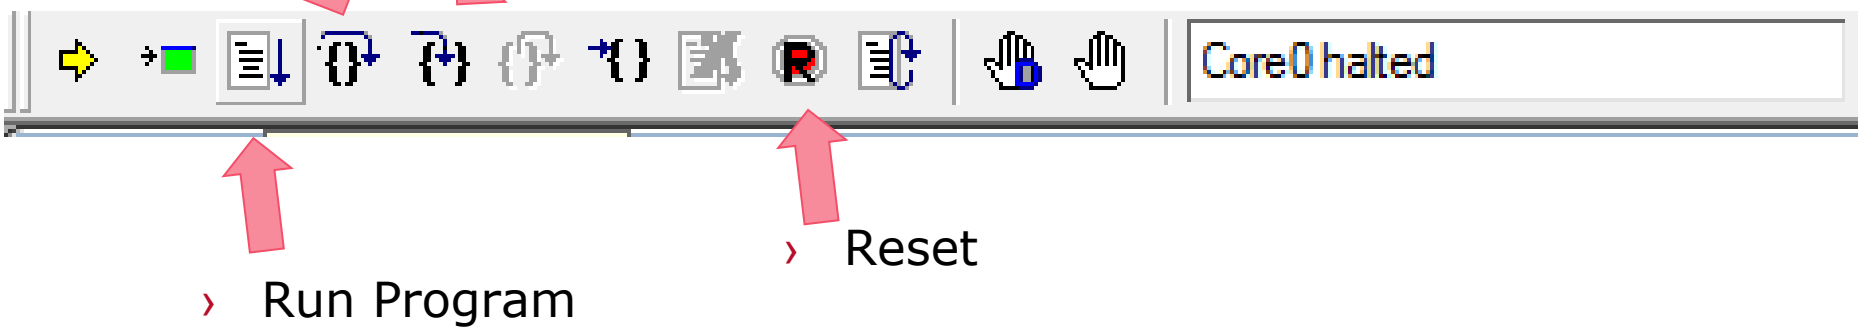 R
Core0 halted
› Reset
› Run Program